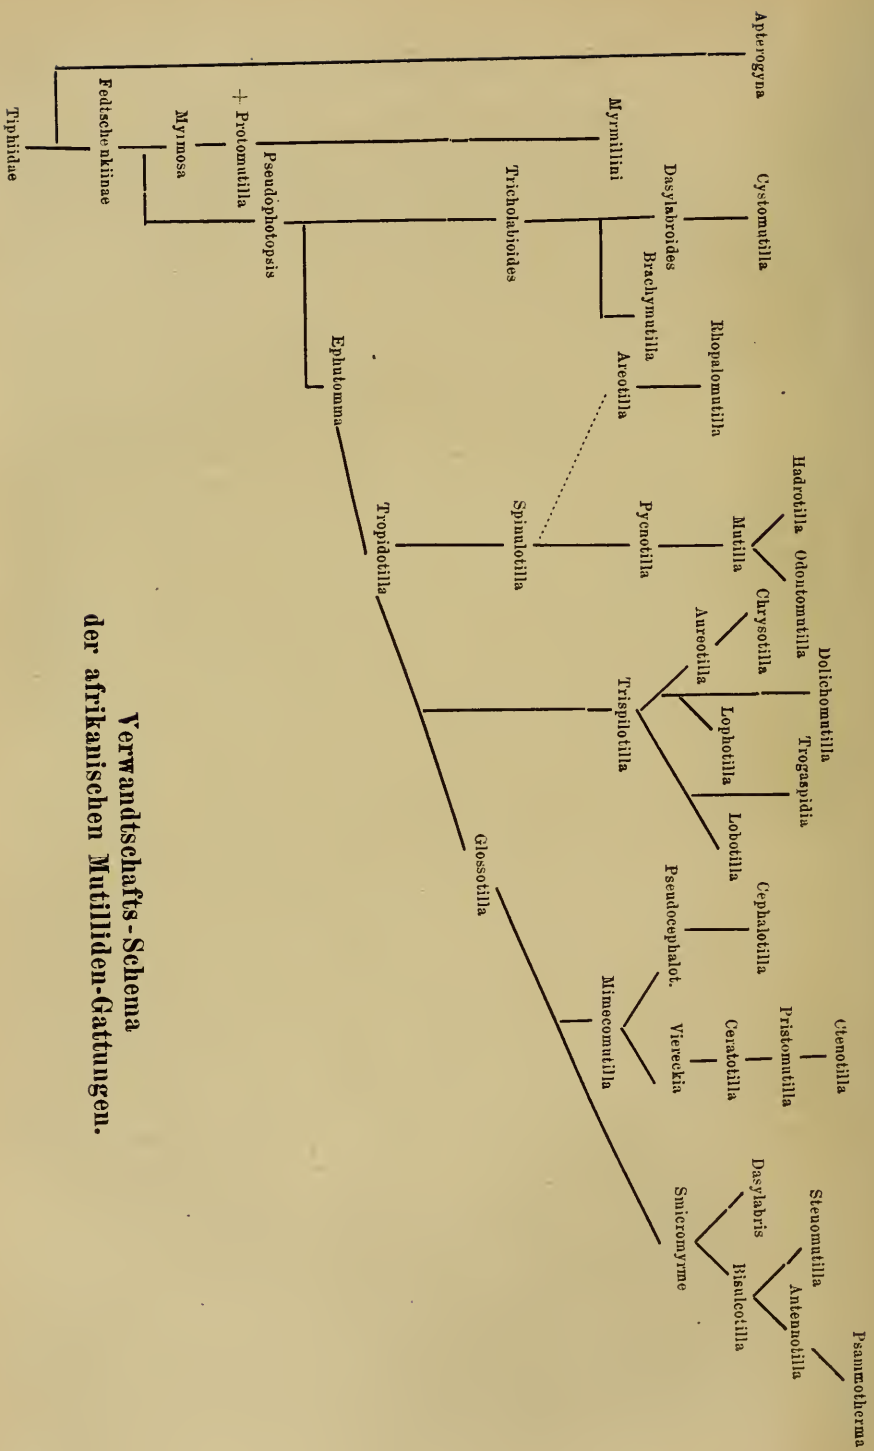 Apterogyna
Cystomutilla
Myrmillini
Dasylabroides
Brachymutilla
Rhopalomutilla
Areotilla
Tricholabioides
+ Protomutilla
Pseudophotopsis
Myrmosa
Fedtschenkiinae
Tiphiidae
Ephutomma
Hadrotilla
Odontomutilla
Mutilla
Pycnotilla
Spinulotilla
Tropidotilla
Dolichomutilla
Trogaspidia
Chrysotilla
Aureotilla
Lophotilla
Lobotilla
Trispilotilla
Glossotilla
Cephalotilla
Pseudocephalot.
Ctenotilla
Pristomutilla
Ceratotilla
Viereckia
Mimecomutilla
Psammotherma
Stenomutilla
Antennotilla
Dasylabris
Bisulcotilla
Smicromyrme
Verwandtschafts-Schema
der afrikanischen Mutilliden-Gattungen.